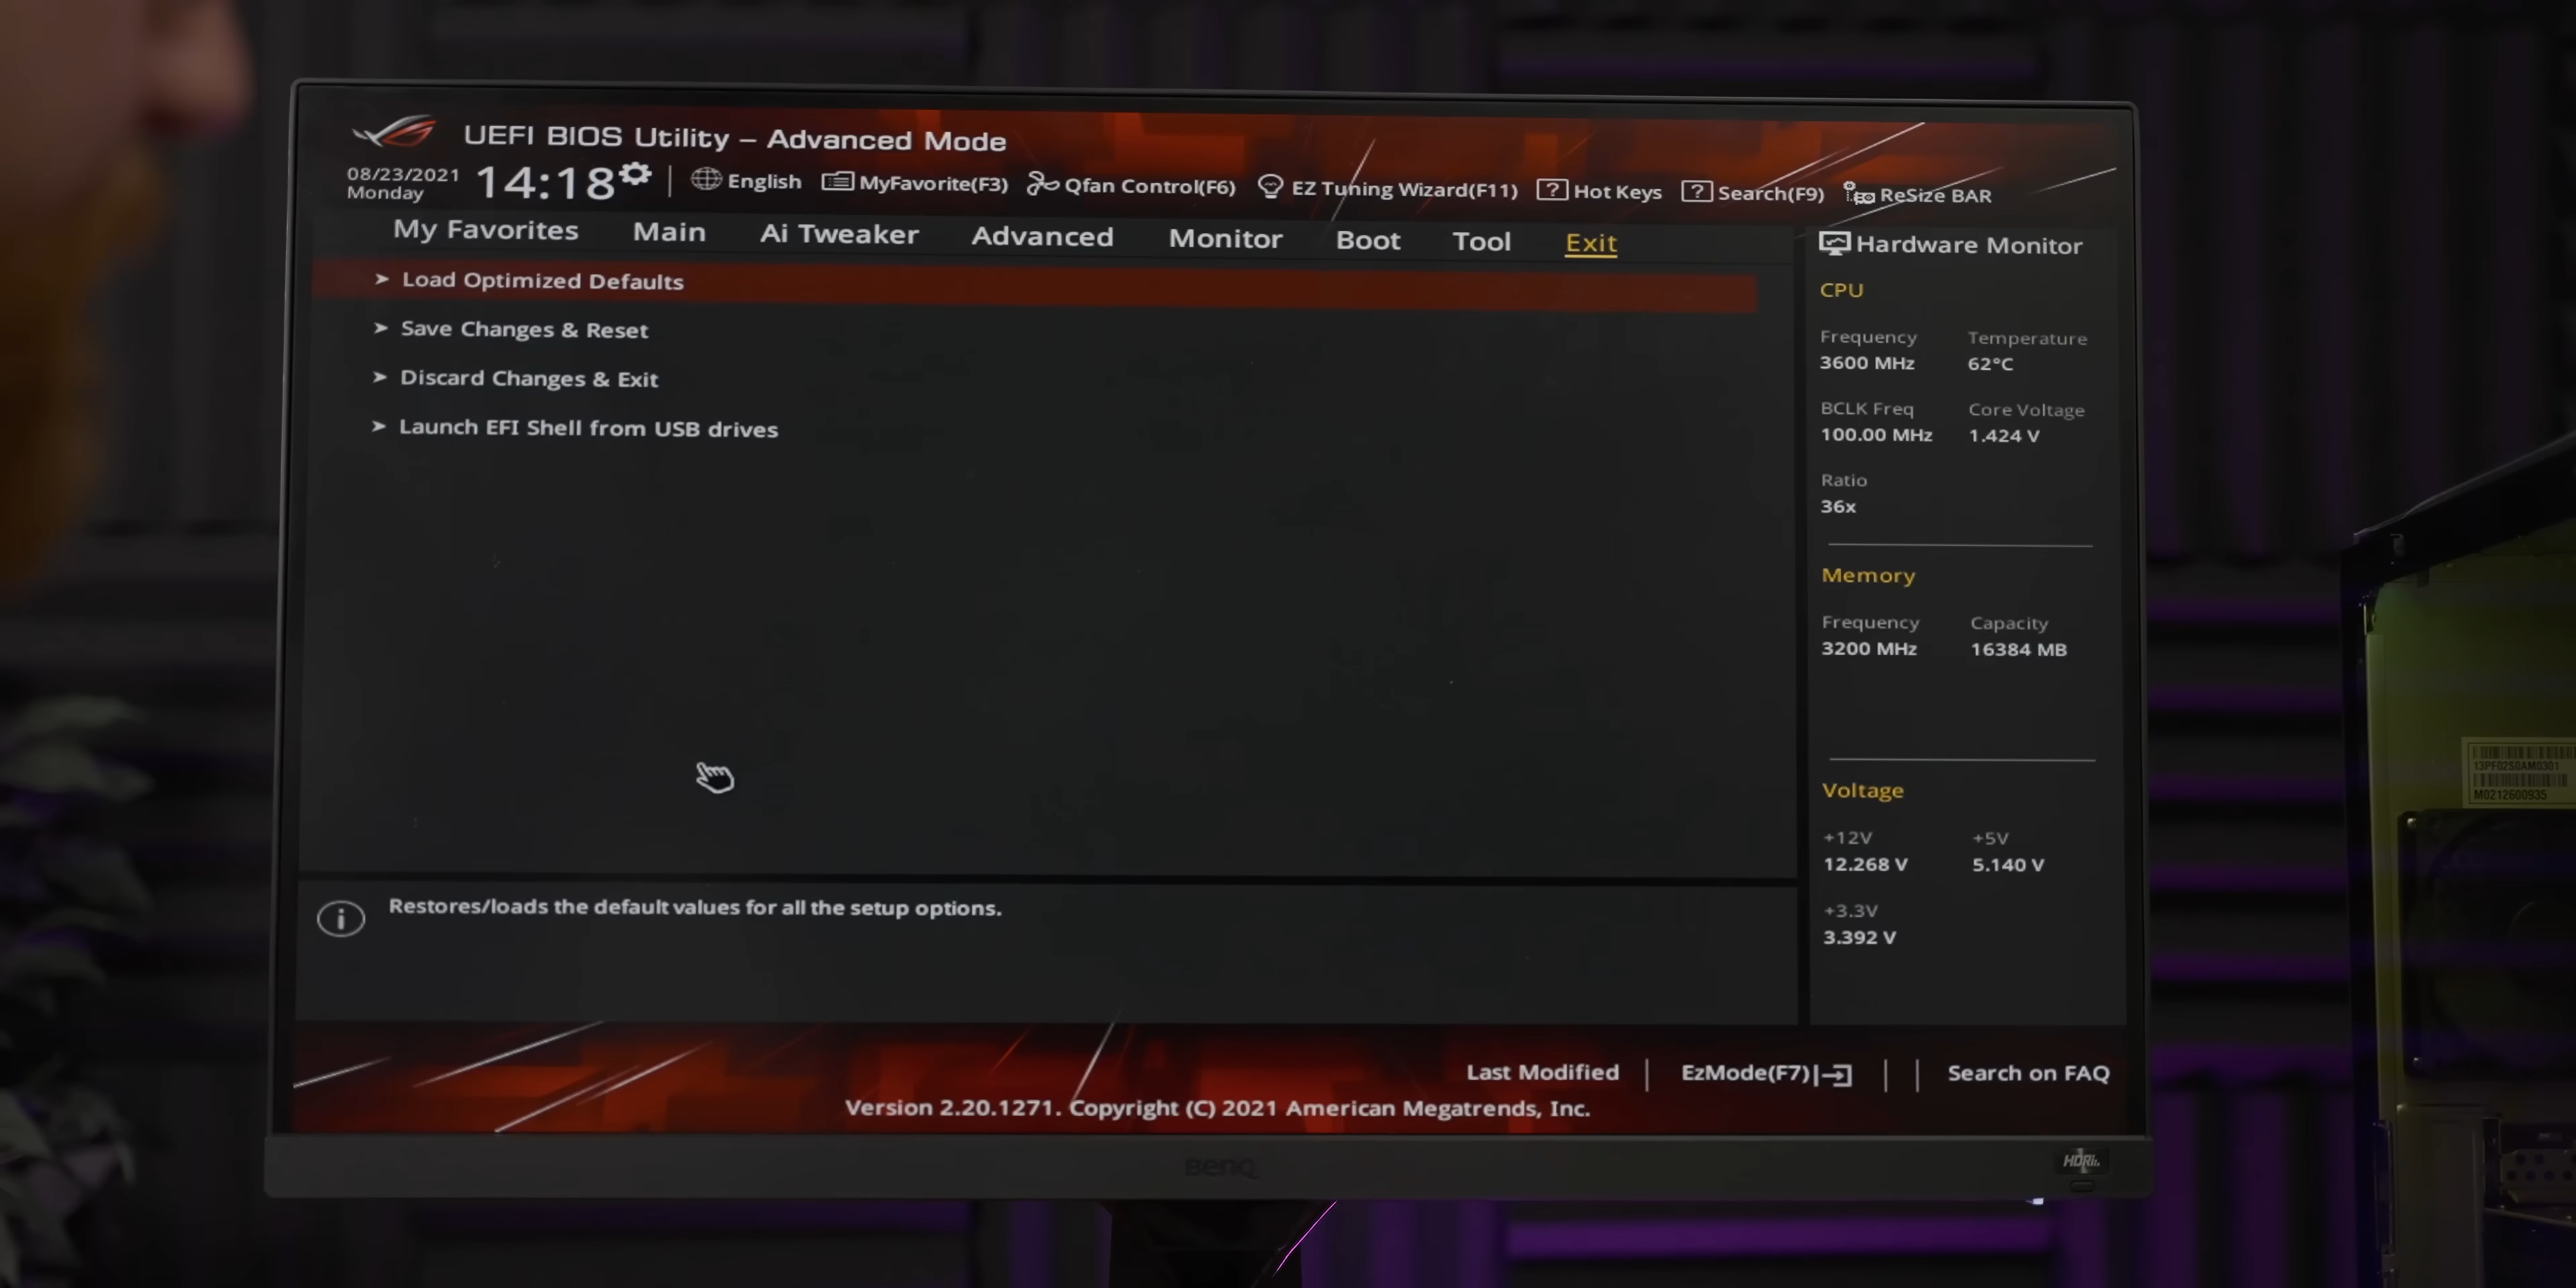 UEFI BIOS Utility – Advanced Mode
08/23/2021
Monday
14:18
English
MyFavorite(F3)
Qfan Control(F6)
EZ Tuning Wizard(F11)
? Hot Keys
? Search(F9)
ReSize BAR
My Favorites
Main
Ai Tweaker
Advanced
Monitor
Boot
Tool
Exit
Load Optimized Defaults
Save Changes & Reset
Discard Changes & Exit
Launch EFI Shell from USB drives
Restores/loads the default values for all the setup options.
Hardware Monitor
CPU
Frequency Temperature
3600 MHz 62°C
BCLK Freq Core Voltage
100.00 MHz 1.424 V
Ratio
36x
Memory
Frequency Capacity
3200 MHz 16384 MB
Voltage
+12V +5V
12.268 V 5.140 V
+3.3V
3.392 V
Last Modified
EzMode(F7)
Search on FAQ
Version 2.20.1271. Copyright (C) 2021 American Megatrends, Inc.
BenQ
HDRi
13PF02S0AM0301
M0212600935